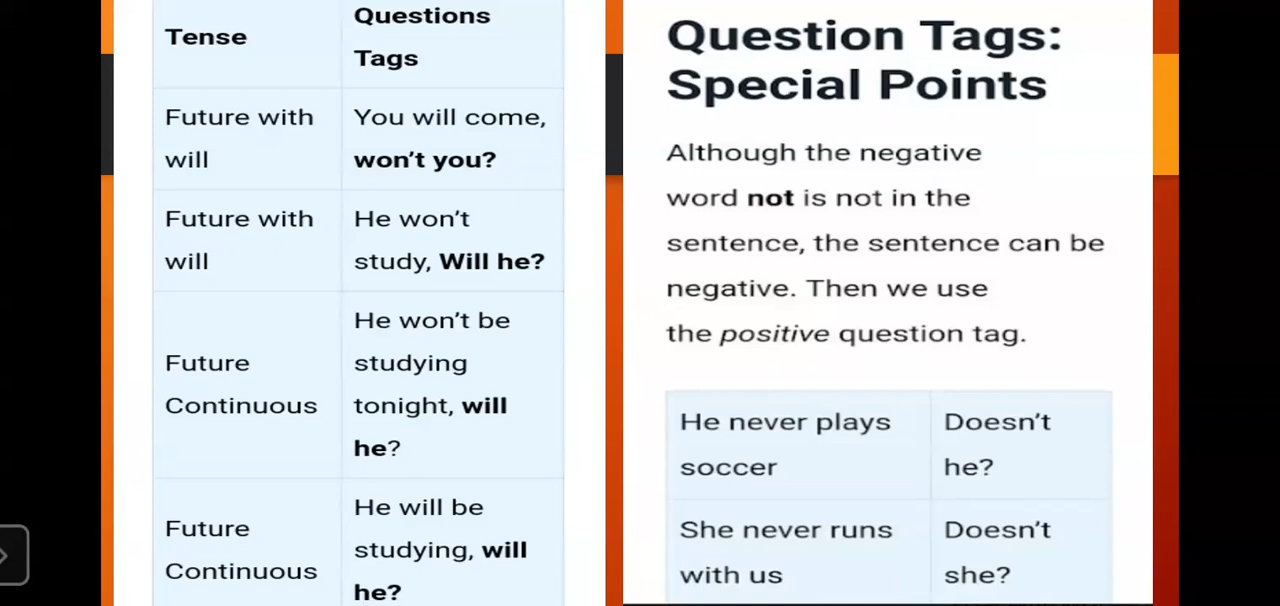 Tense
Questions
Tags
Future with
will
You will come,
won't you?
Future with
will
He won't
study, Will he?
Future
Continuous
He won't be
studying
tonight, will
he?
Future
Continuous
He will be
studying, will
he?
Question Tags:
Special Points
Although the negative
word not is not in the
sentence, the sentence can be
negative. Then we use
the positive question tag.
He never plays
soccer
Doesn't
he?
She never runs
with us
Doesn't
she?